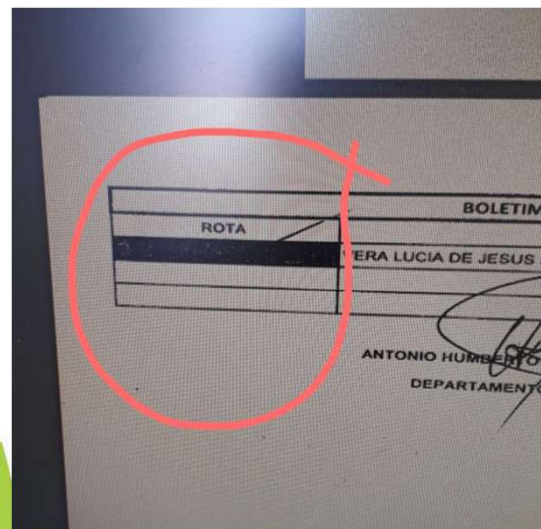 BOLETIM
ROTA
VERA LUCIA DE JESUS
ANTONIO HUMBERTO
DEPARTAMENTO